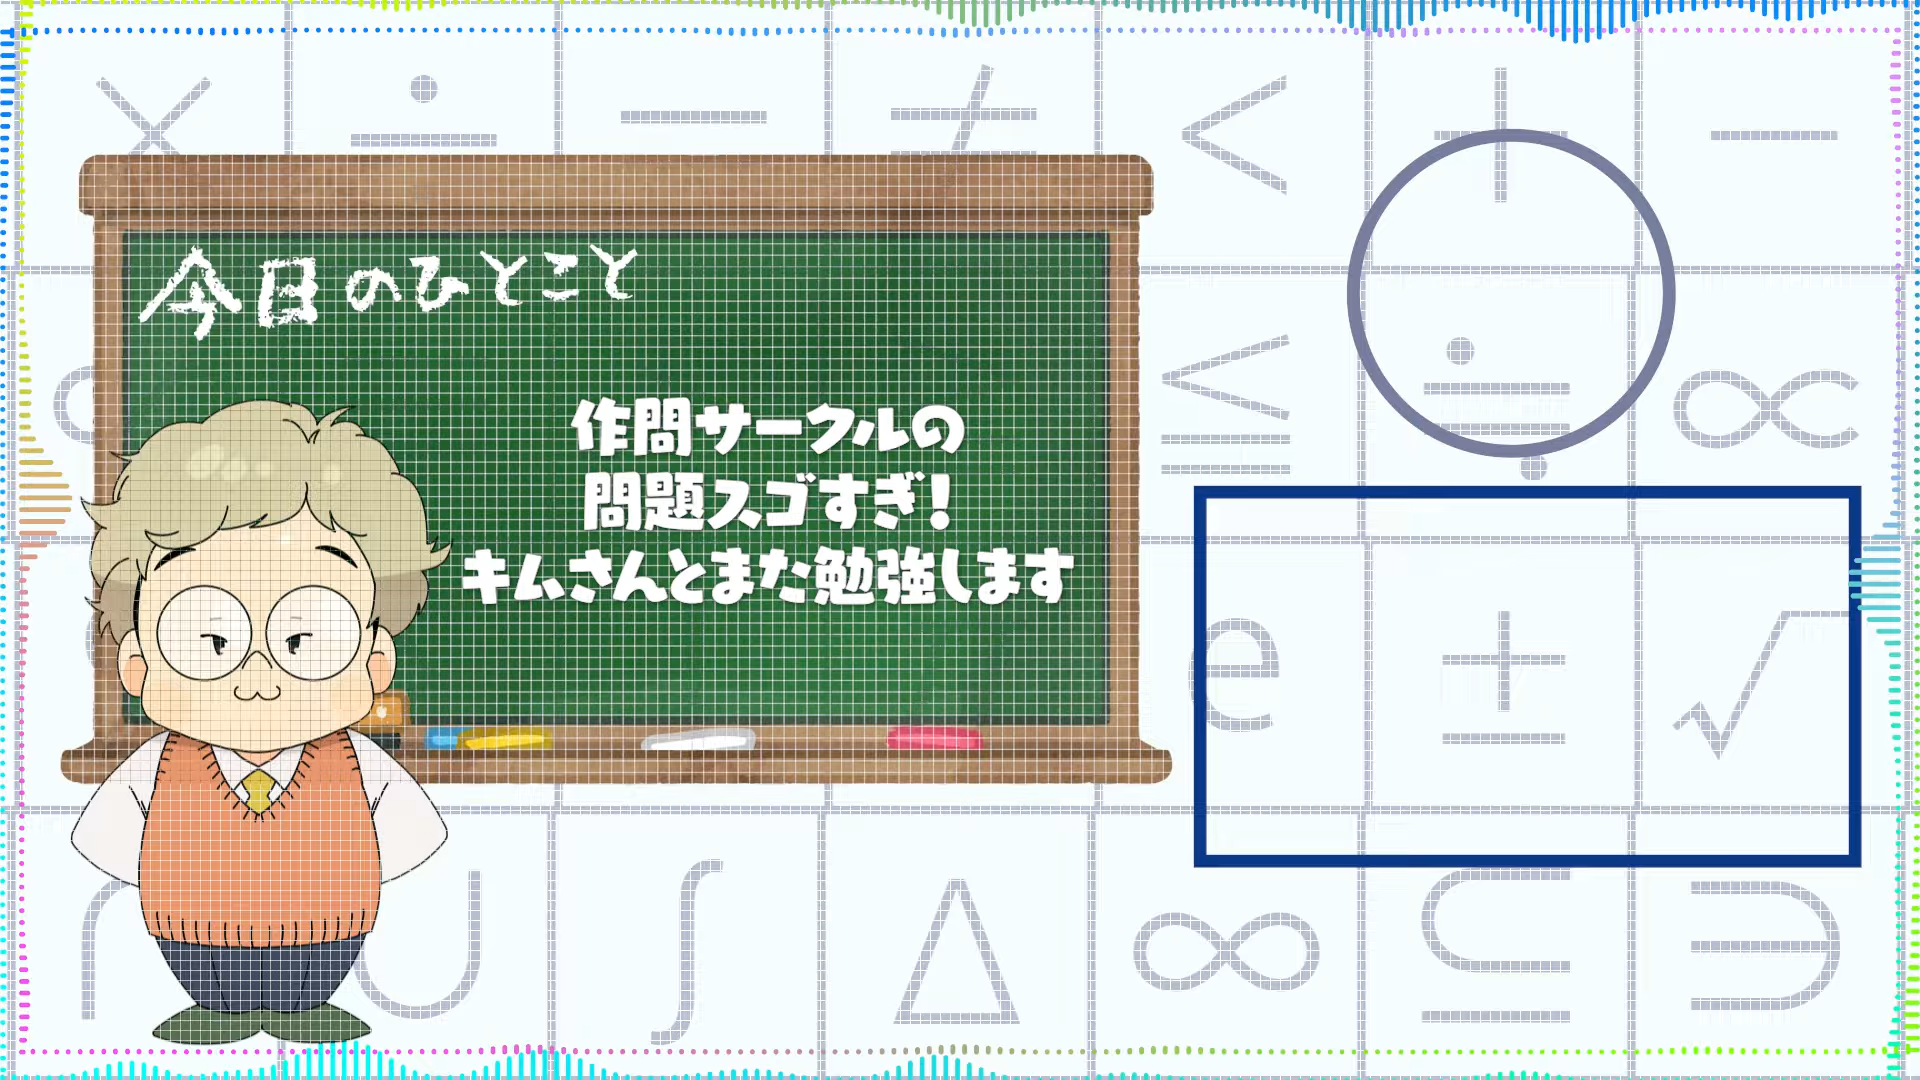 今日のひとこと
作問サークルの
問題スゴすぎ!
キムさんとまた勉強します
× ÷ − ≠ < + −
≦ ≒ ∝
e ± √
∩ ∪ ∫ △ ∞ ⊆ ∋